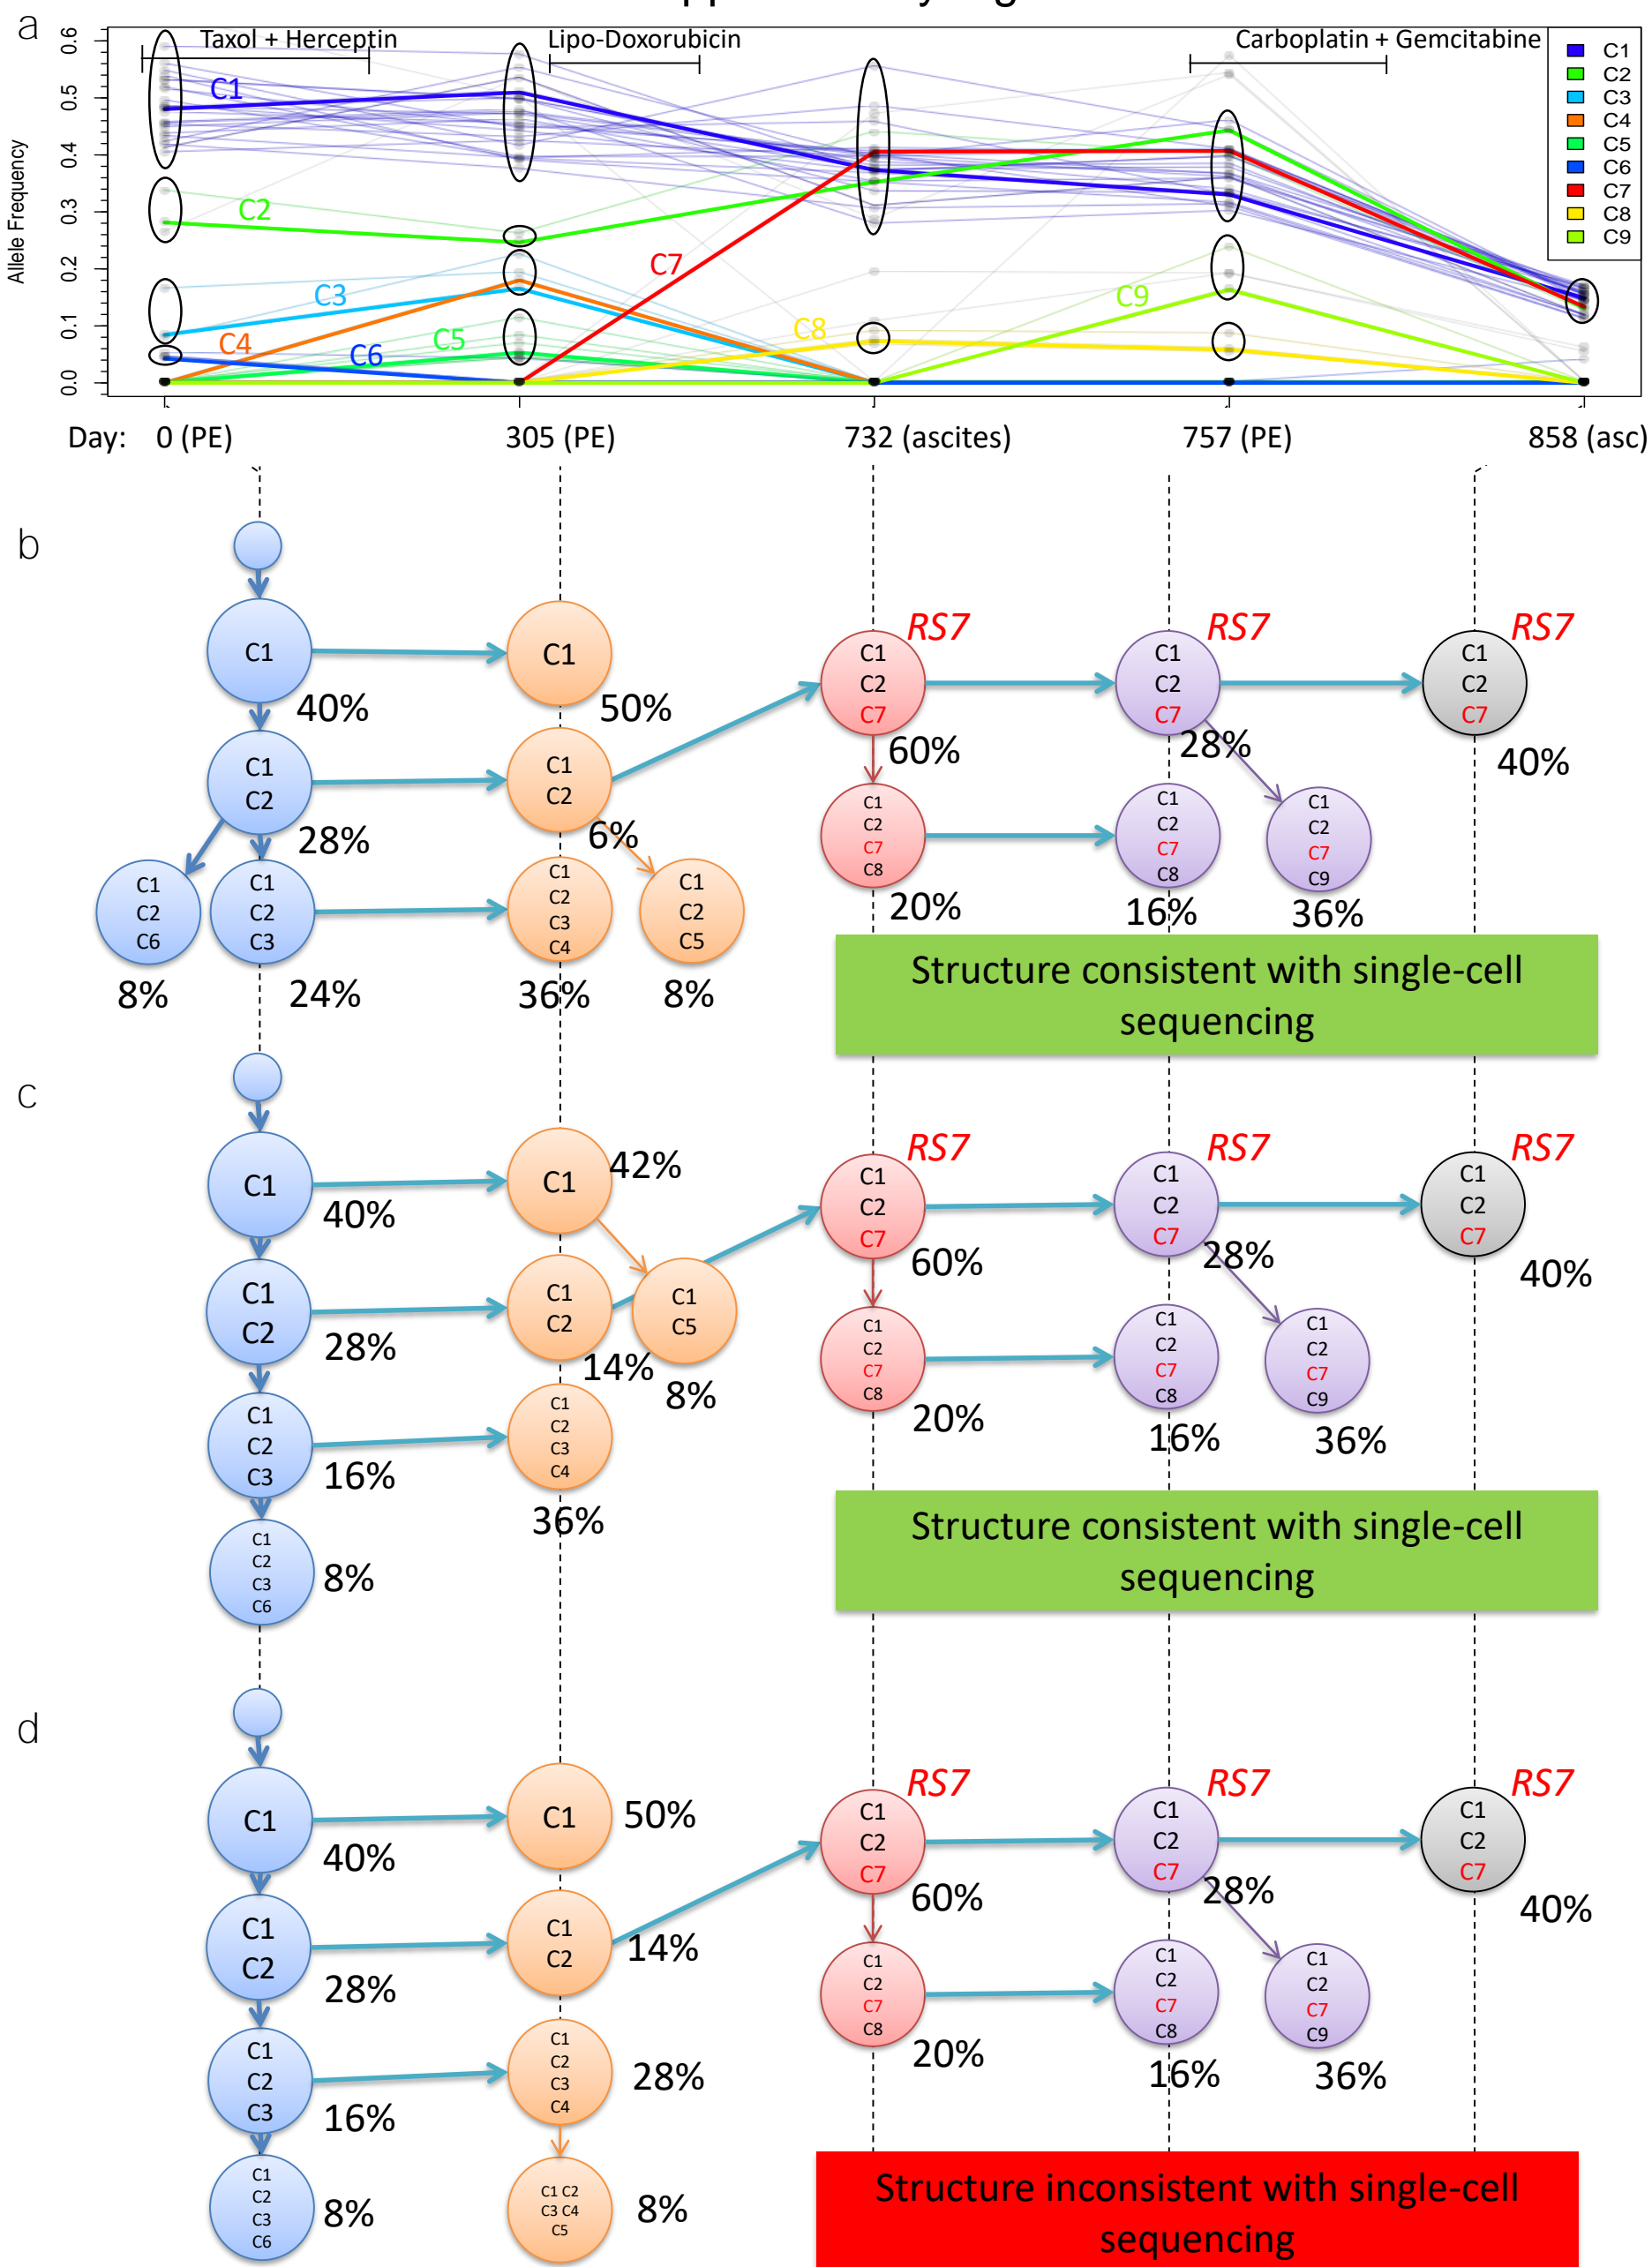 a
Taxol + Herceptin
Lipo-Doxorubicin
Carboplatin + Gemcitabine
Allele Frequency
0.6
0.5
0.4
0.3
0.2
0.1
0.0
C1
C2
C3
C4
C5
C6
C7
C8
C9
C1
C2
C3
C4
C5
C6
C7
C8
C9
Day: 0 (PE) 305 (PE) 732 (ascites) 757 (PE) 858 (asc)
b
C1
40%
C1
C2
28%
C1
C2
C6
8%
C1
C2
C3
24%
C1
50%
C1
C2
6%
C1
C2
C3
C4
36%
C1
C2
C5
8%
RS7
C1
C2
C7
60%
C1
C2
C7
C8
20%
RS7
C1
C2
C7
28%
C1
C2
C7
C8
16%
C1
C2
C7
C9
36%
RS7
C1
C2
C7
40%
Structure consistent with single-cell
sequencing
c
C1
40%
C1
C2
28%
C1
C2
C3
16%
C1
C2
C3
C6
8%
C1
42%
C1
C2
14%
C1
C5
8%
C1
C2
C3
C4
36%
RS7
C1
C2
C7
60%
C1
C2
C7
C8
20%
RS7
C1
C2
C7
28%
C1
C2
C7
C8
16%
C1
C2
C7
C9
36%
RS7
C1
C2
C7
40%
Structure consistent with single-cell
sequencing
d
C1
40%
C1
C2
28%
C1
C2
C3
16%
C1
C2
C3
C6
8%
C1
50%
C1
C2
14%
C1
C2
C3
C4
28%
C1 C2
C3 C4
C5
8%
RS7
C1
C2
C7
60%
C1
C2
C7
C8
20%
RS7
C1
C2
C7
28%
C1
C2
C7
C8
16%
C1
C2
C7
C9
36%
RS7
C1
C2
C7
40%
Structure inconsistent with single-cell
sequencing